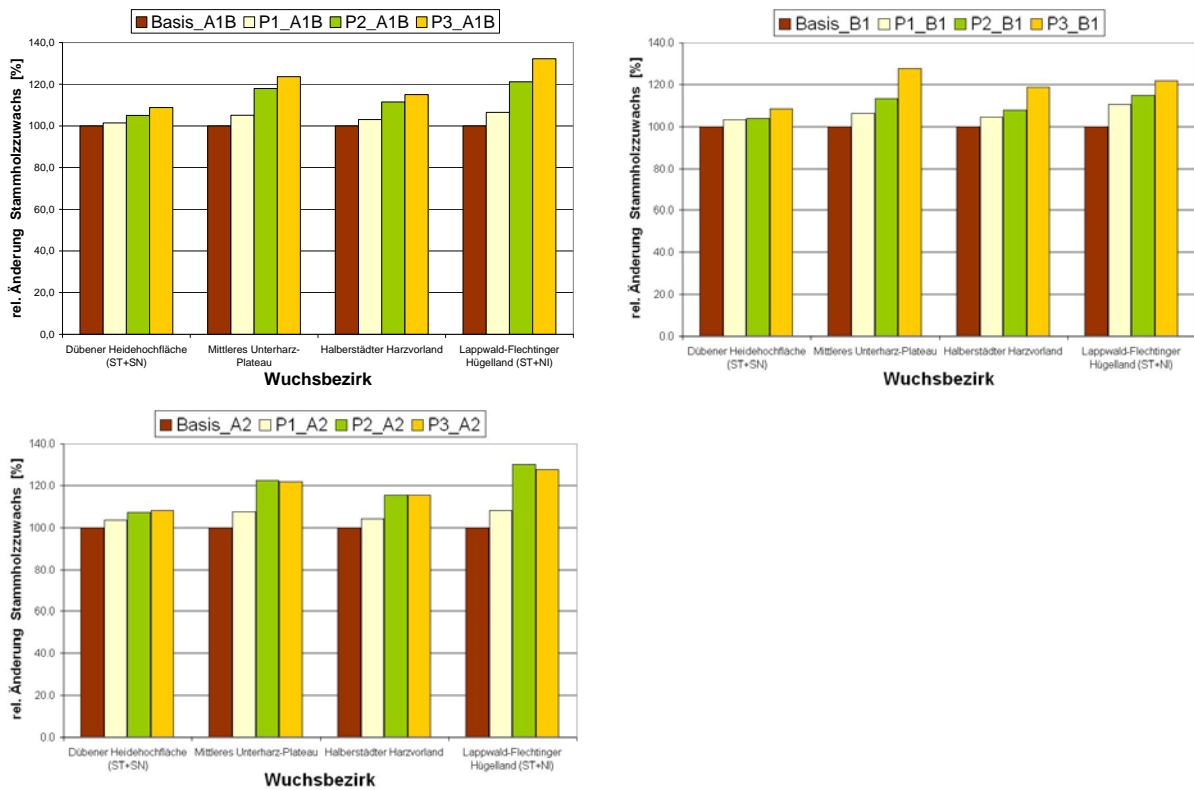 Basis_A1B P1_A1B P2_A1B P3_A1B
rel. Änderung Stammholzzuwachs [%]
140,0
120,0
100,0
80,0
60,0
40,0
20,0
0,0
Dübener Heidehochfläche Mittleres Unterharz- Halberstädter Harzvorland Lappwald-Flechtinger
(ST+SN) Plateau Hügelland (ST+NI)
Wuchsbezirk
Basis_B1 P1_B1 P2_B1 P3_B1
rel. Änderung Stammholzzuwachs [%]
140.0
120.0
100.0
80.0
60.0
40.0
20.0
0.0
Dübener Heidehochfläche Mittleres Unterharz-Plateau Halberstädter Harzvorland Lappwald-Flechtinger
(ST+SN) Hügelland (ST+NI)
Wuchsbezirk
Basis_A2 P1_A2 P2_A2 P3_A2
rel. Änderung Stammholzzuwachs [%]
140.0
120.0
100.0
80.0
60.0
40.0
20.0
0.0
Dübener Heidehochfläche Mittleres Unterharz-Plateau Halberstädter Harzvorland Lappwald-Flechtinger
(ST+SN) Hügelland (ST+NI)
Wuchsbezirk